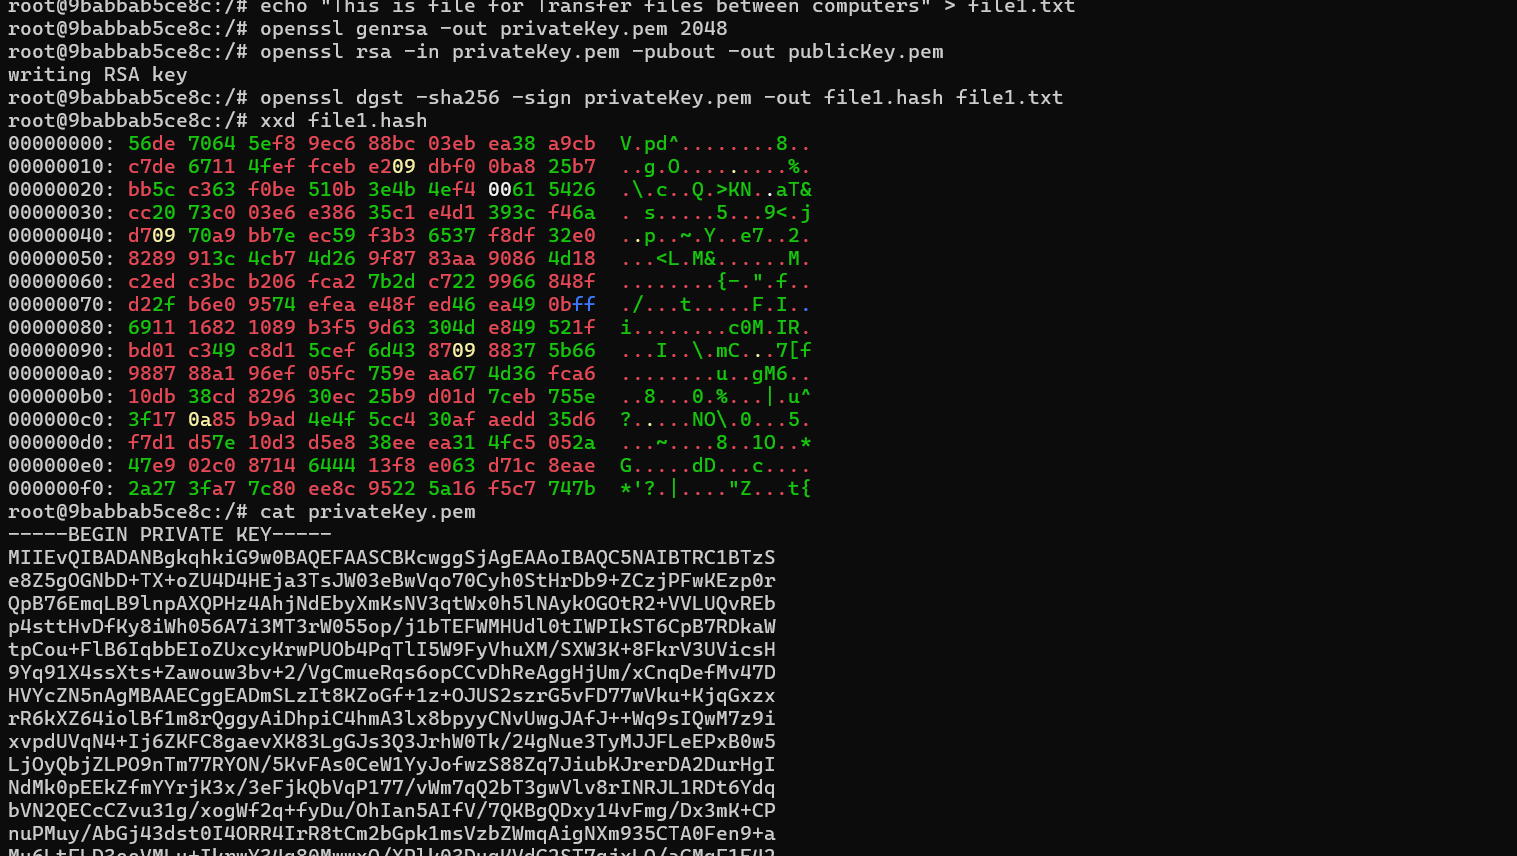 root@9babbab5ce8c:/# echo "This is file for Transfer files between computers" > file1.txt
root@9babbab5ce8c:/# openssl genrsa -out privateKey.pem 2048
root@9babbab5ce8c:/# openssl rsa -in privateKey.pem -pubout -out publicKey.pem
writing RSA key
root@9babbab5ce8c:/# openssl dgst -sha256 -sign privateKey.pem -out file1.hash file1.txt
root@9babbab5ce8c:/# xxd file1.hash
00000000: 56de 7064 5ef8 9ec6 88bc 03eb ea38 a9cb  V.pd^........8..
00000010: c7de 6711 4fef fceb e209 dbf0 0ba8 25b7  ..g.O.........%.
00000020: bb5c c363 f0be 510b 3e4b 4ef4 0061 5426  .\.c..Q.>KN..aT&
00000030: cc20 73c0 03e6 e386 35c1 e4d1 393c f46a  . s.....5...9<.j
00000040: d709 70a9 bb7e ec59 f3b3 6537 f8df 32e0  ..p..~.Y..e7..2.
00000050: 8289 913c 4cb7 4d26 9f87 83aa 9086 4d18  ...<L.M&......M.
00000060: c2ed c3bc b206 fca2 7b2d c722 9966 848f  ........{-.".f..
00000070: d22f b6e0 9574 efea e48f ed46 ea49 0bff  ./...t.....F.I..
00000080: 6911 1682 1089 b3f5 9d63 304d e849 521f  i........c0M.IR.
00000090: bd01 c349 c8d1 5cef 6d43 8709 8837 5b66  ...I..\.mC...7[f
000000a0: 9887 88a1 96ef 05fc 759e aa67 4d36 fca6  ........u..gM6..
000000b0: 10db 38cd 8296 30ec 25b9 d01d 7ceb 755e  ..8...0.%...|.u^
000000c0: 3f17 0a85 b9ad 4e4f 5cc4 30af aedd 35d6  ?.....NO\.0...5.
000000d0: f7d1 d57e 10d3 d5e8 38ee ea31 4fc5 052a  ...~....8..1O..*
000000e0: 47e9 02c0 8714 6444 13f8 e063 d71c 8eae  G.....dD...c....
000000f0: 2a27 3fa7 7c80 ee8c 9522 5a16 f5c7 747b  *'?.|...."Z...t{
root@9babbab5ce8c:/# cat privateKey.pem
-----BEGIN PRIVATE KEY-----
MIIEvQIBADANBgkqhkiG9w0BAQEFAASCBKcwggSjAgEAAoIBAQC5NAIBTRC1BTzS
e8Z5gOGNbD+TX+oZU4D4HEja3TsJW03eBwVqo70Cyh0StHrDb9+ZCzjPFwKEzp0r
QpB76EmqLB9lnpAXQPHz4AhjNdEbyXmKsNV3qtWx0h5lNAykOGOtR2+VVLUQvREb
p4sttHvDfKy8iWh056A7i3MT3rW055op/j1bTEFWMHUdl0tIWPIkST6CpB7RDkaW
tpCou+FlB6IqbbEIoZUxcyKrwPUOb4PqTlI5W9FyVhuXM/SXW3K+8FkrV3UVicsH
9Yq91X4ssXts+Zawouw3bv+2/VgCmueRqs6opCCvDhReAggHjUm/xCnqDefMv47D
HVYcZN5nAgMBAAECggEADmSLzIt8KZoGf+1z+OJUS2szrG5vFD77wVku+KjqGxzx
rR6kXZ64iolBf1m8rQggyAiDhpiC4hmA3lx8bpyyCNvUwgJAfJ++Wq9sIQwM7z9i
xvpdUVqN4+Ij6ZKFC8gaevXK83LgGJs3Q3JrhW0Tk/24gNue3TyMJJFLeEPxB0w5
LjOyQbjZLPO9nTm77RYON/5KvFAs0CeW1YyJofwzS88Zq7JiubKJrerDA2DurHgI
NdMk0pEEkZfmYYrjK3x/3eFjkQbVqP177/vWm7qQ2bT3gwVlv8rINRJL1RDt6Ydq
bVN2QECcCZvu31g/xogWf2q+fyDu/OhIan5AIfV/7QKBgQDxy14vFmg/Dx3mK+CP
nuPMuy/AbGj43dst0I4ORR4IrR8tCm2bGpk1msVzbZWmqAigNXm935CTA0Fen9+a